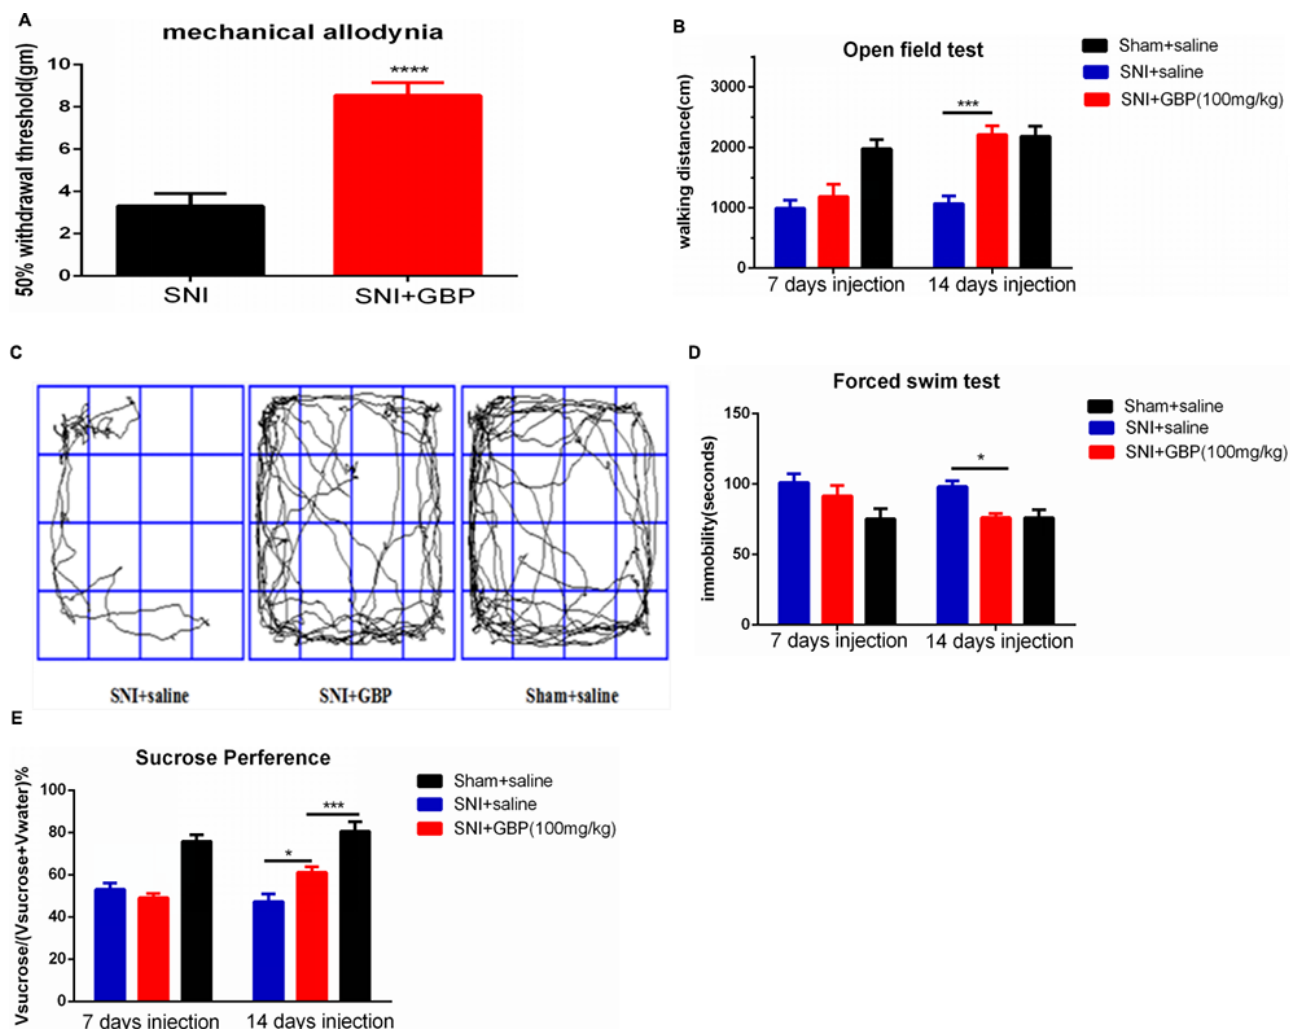 A
mechanical allodynia
50% withdrawal threshold(gm)
10
8
6
4
2
0
****
SNI
SNI+GBP
B
Open field test
walking distance(cm)
3000
2000
1000
0
***
7 days injection
14 days injection
Sham+saline
SNI+saline
SNI+GBP(100mg/kg)
C
SNI+saline
SNI+GBP
Sham+saline
D
Forced swim test
immobility(seconds)
150
100
50
0
*
7 days injection
14 days injection
Sham+saline
SNI+saline
SNI+GBP(100mg/kg)
E
Sucrose Perference
Vsucrose/(Vsucrose+Vwater)%
100
80
60
40
20
0
*
***
7 days injection
14 days injection
Sham+saline
SNI+saline
SNI+GBP(100mg/kg)